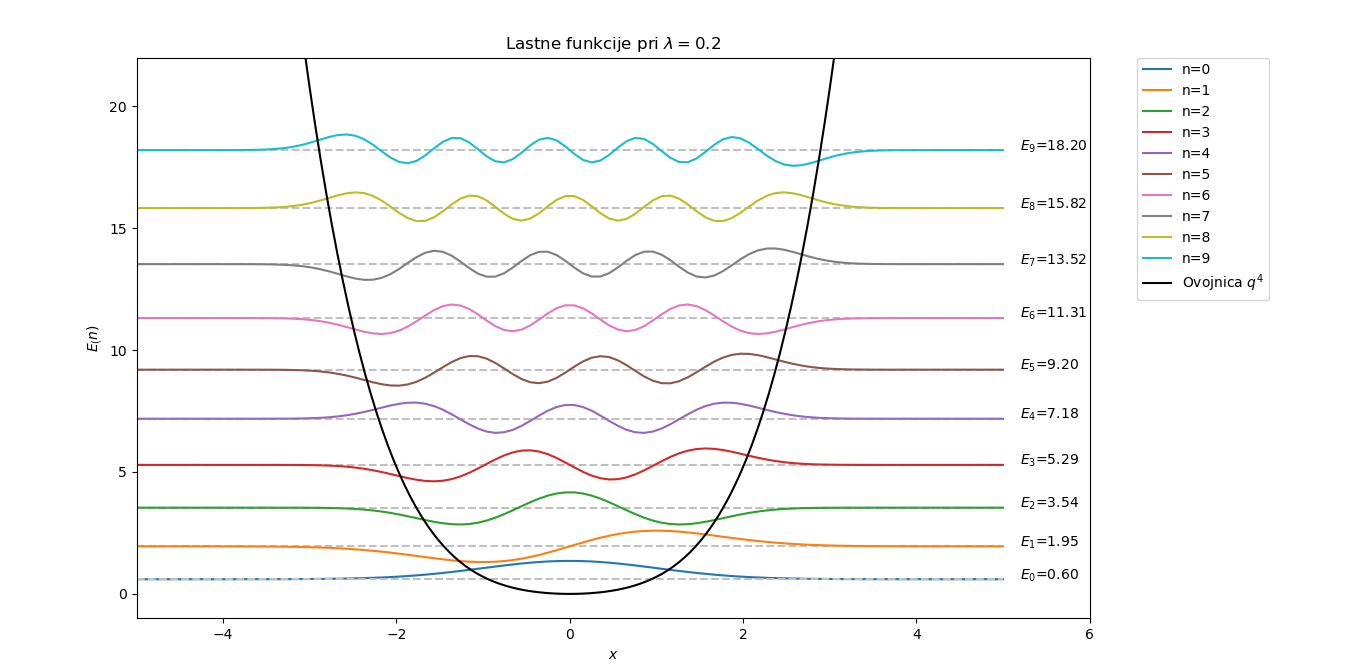 Lastne funkcije pri λ = 0.2
E(n)
20
15
10
5
0
−4
−2
0
2
4
6
x
E9=18.20
E8=15.82
E7=13.52
E6=11.31
E5=9.20
E4=7.18
E3=5.29
E2=3.54
E1=1.95
E0=0.60
n=0
n=1
n=2
n=3
n=4
n=5
n=6
n=7
n=8
n=9
Ovojnica q⁴